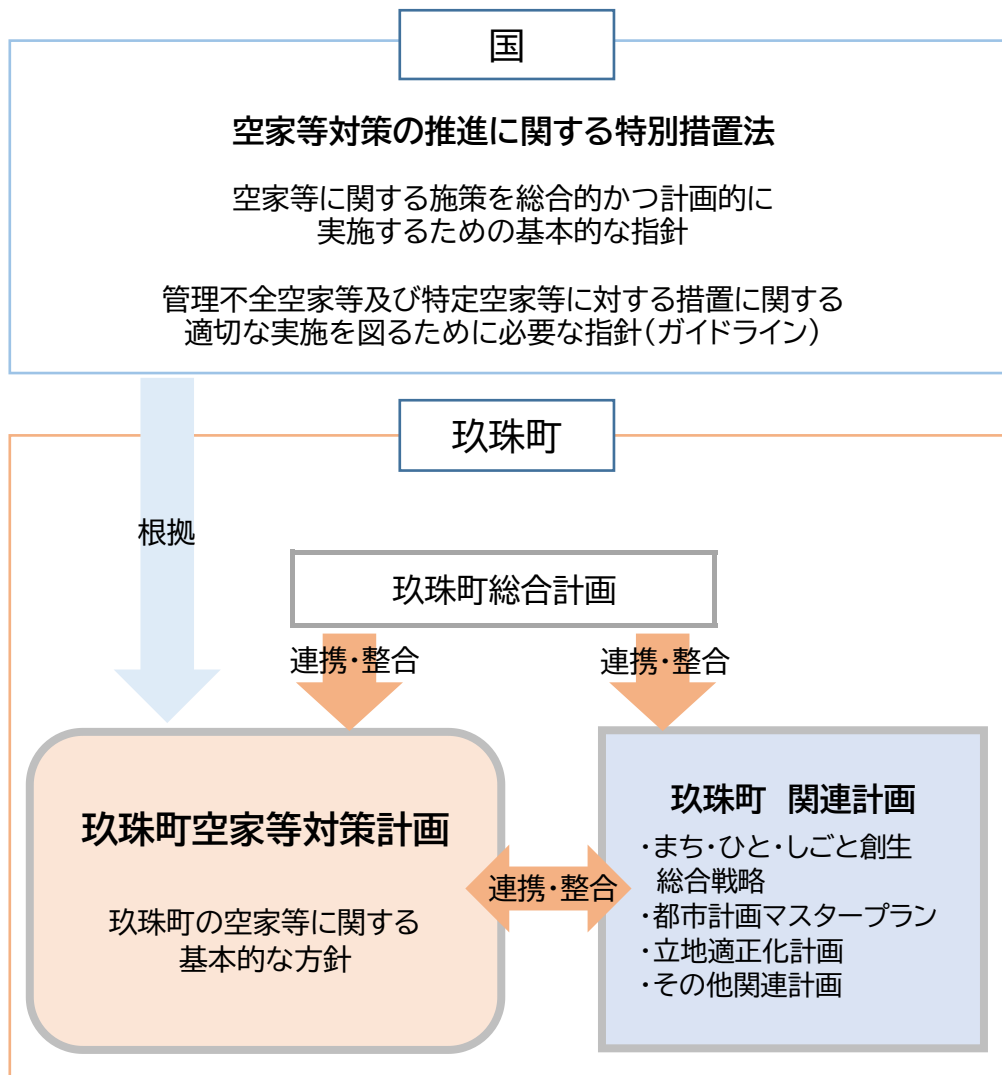 国
空家等対策の推進に関する特別措置法
空家等に関する施策を総合的かつ計画的に
実施するための基本的な指針
管理不全空家等及び特定空家等に対する措置に関する
適切な実施を図るために必要な指針(ガイドライン)
玖珠町
根拠
玖珠町総合計画
連携・整合
連携・整合
玖珠町空家等対策計画
玖珠町の空家等に関する
基本的な方針
連携・整合
玖珠町 関連計画
・まち・ひと・しごと創生
総合戦略
・都市計画マスタープラン
・立地適正化計画
・その他関連計画